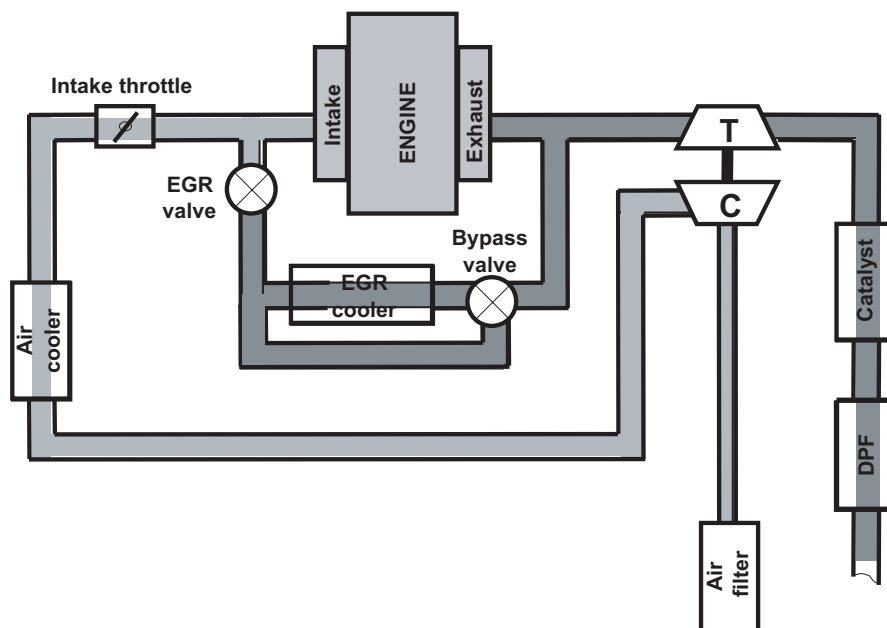 Intake throttle
Intake
ENGINE
Exhaust
T
EGR
valve
C
Bypass
valve
EGR
cooler
Catalyst
Air
cooler
DPF
Air
filter